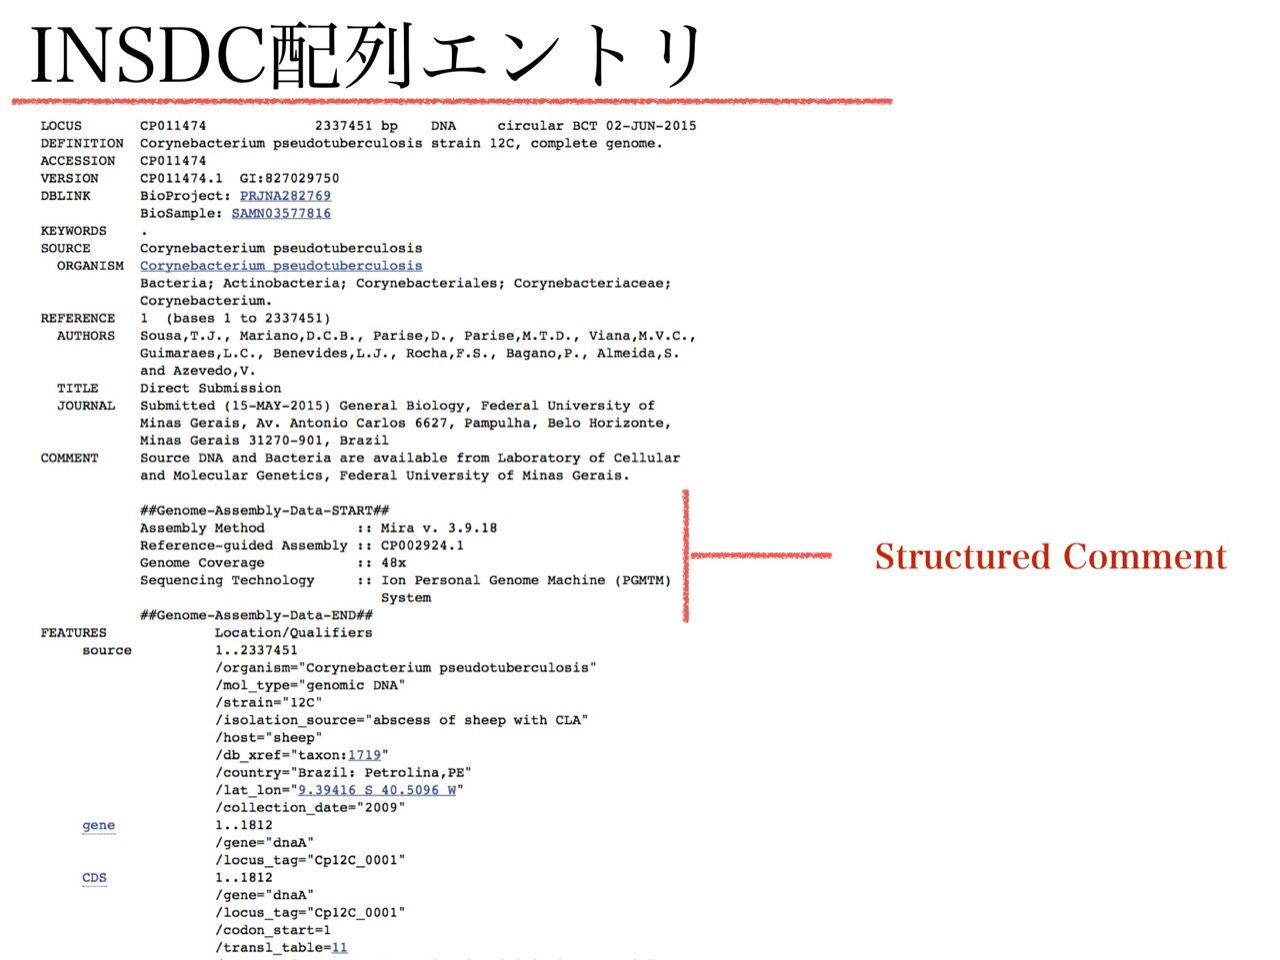 INSDC配列エントリ
LOCUS CP011474 2337451 bp DNA circular BCT 02-JUN-2015
DEFINITION Corynebacterium pseudotuberculosis strain 12C, complete genome.
ACCESSION CP011474
VERSION CP011474.1 GI:827029750
DBLINK BioProject: PRJNA282769
BioSample: SAMN03577816
KEYWORDS .
SOURCE Corynebacterium pseudotuberculosis
ORGANISM Corynebacterium pseudotuberculosis
Bacteria; Actinobacteria; Corynebacteriales; Corynebacteriaceae;
Corynebacterium.
REFERENCE 1 (bases 1 to 2337451)
AUTHORS Sousa,T.J., Mariano,D.C.B., Parise,D., Parise,M.T.D., Viana,M.V.C.,
Guimaraes,L.C., Benevides,L.J., Rocha,F.S., Bagano,P., Almeida,S.
and Azevedo,V.
TITLE Direct Submission
JOURNAL Submitted (15-MAY-2015) General Biology, Federal University of
Minas Gerais, Av. Antonio Carlos 6627, Pampulha, Belo Horizonte,
Minas Gerais 31270-901, Brazil
COMMENT Source DNA and Bacteria are available from Laboratory of Cellular
and Molecular Genetics, Federal University of Minas Gerais.
##Genome-Assembly-Data-START##
Assembly Method :: Mira v. 3.9.18
Reference-guided Assembly :: CP002924.1
Genome Coverage :: 48x
Sequencing Technology :: Ion Personal Genome Machine (PGMTM)
System
##Genome-Assembly-Data-END##
Structured Comment
FEATURES Location/Qualifiers
source 1..2337451
/organism="Corynebacterium pseudotuberculosis"
/mol_type="genomic DNA"
/strain="12C"
/isolation_source="abscess of sheep with CLA"
/host="sheep"
/db_xref="taxon:1719"
/country="Brazil: Petrolina,PE"
/lat_lon="9.39416 S 40.5096 W"
/collection_date="2009"
gene 1..1812
/gene="dnaA"
/locus_tag="Cp12C_0001"
CDS 1..1812
/gene="dnaA"
/locus_tag="Cp12C_0001"
/codon_start=1
/transl_table=11